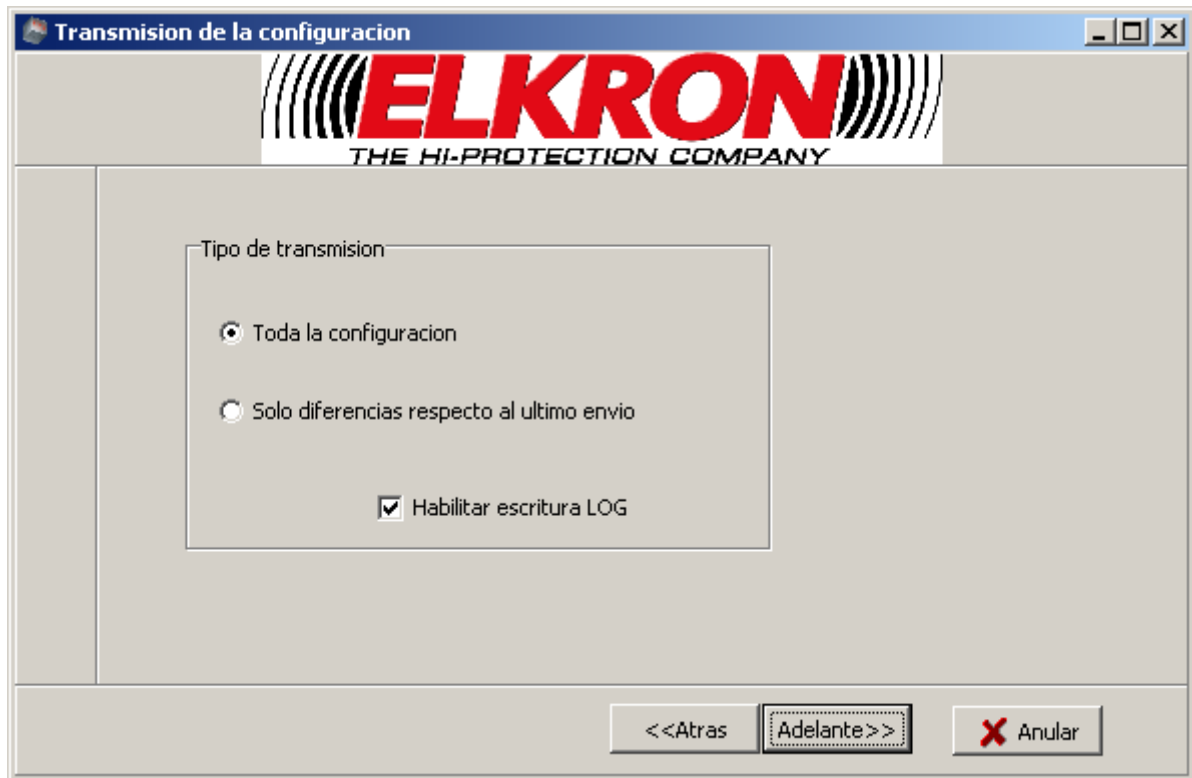 Transmision de la configuracion
ELKRON
THE HI-PROTECTION COMPANY
Tipo de transmision
Toda la configuracion
Solo diferencias respecto al ultimo envio
Habilitar escritura LOG
<<Atras
Adelante>>
Anular